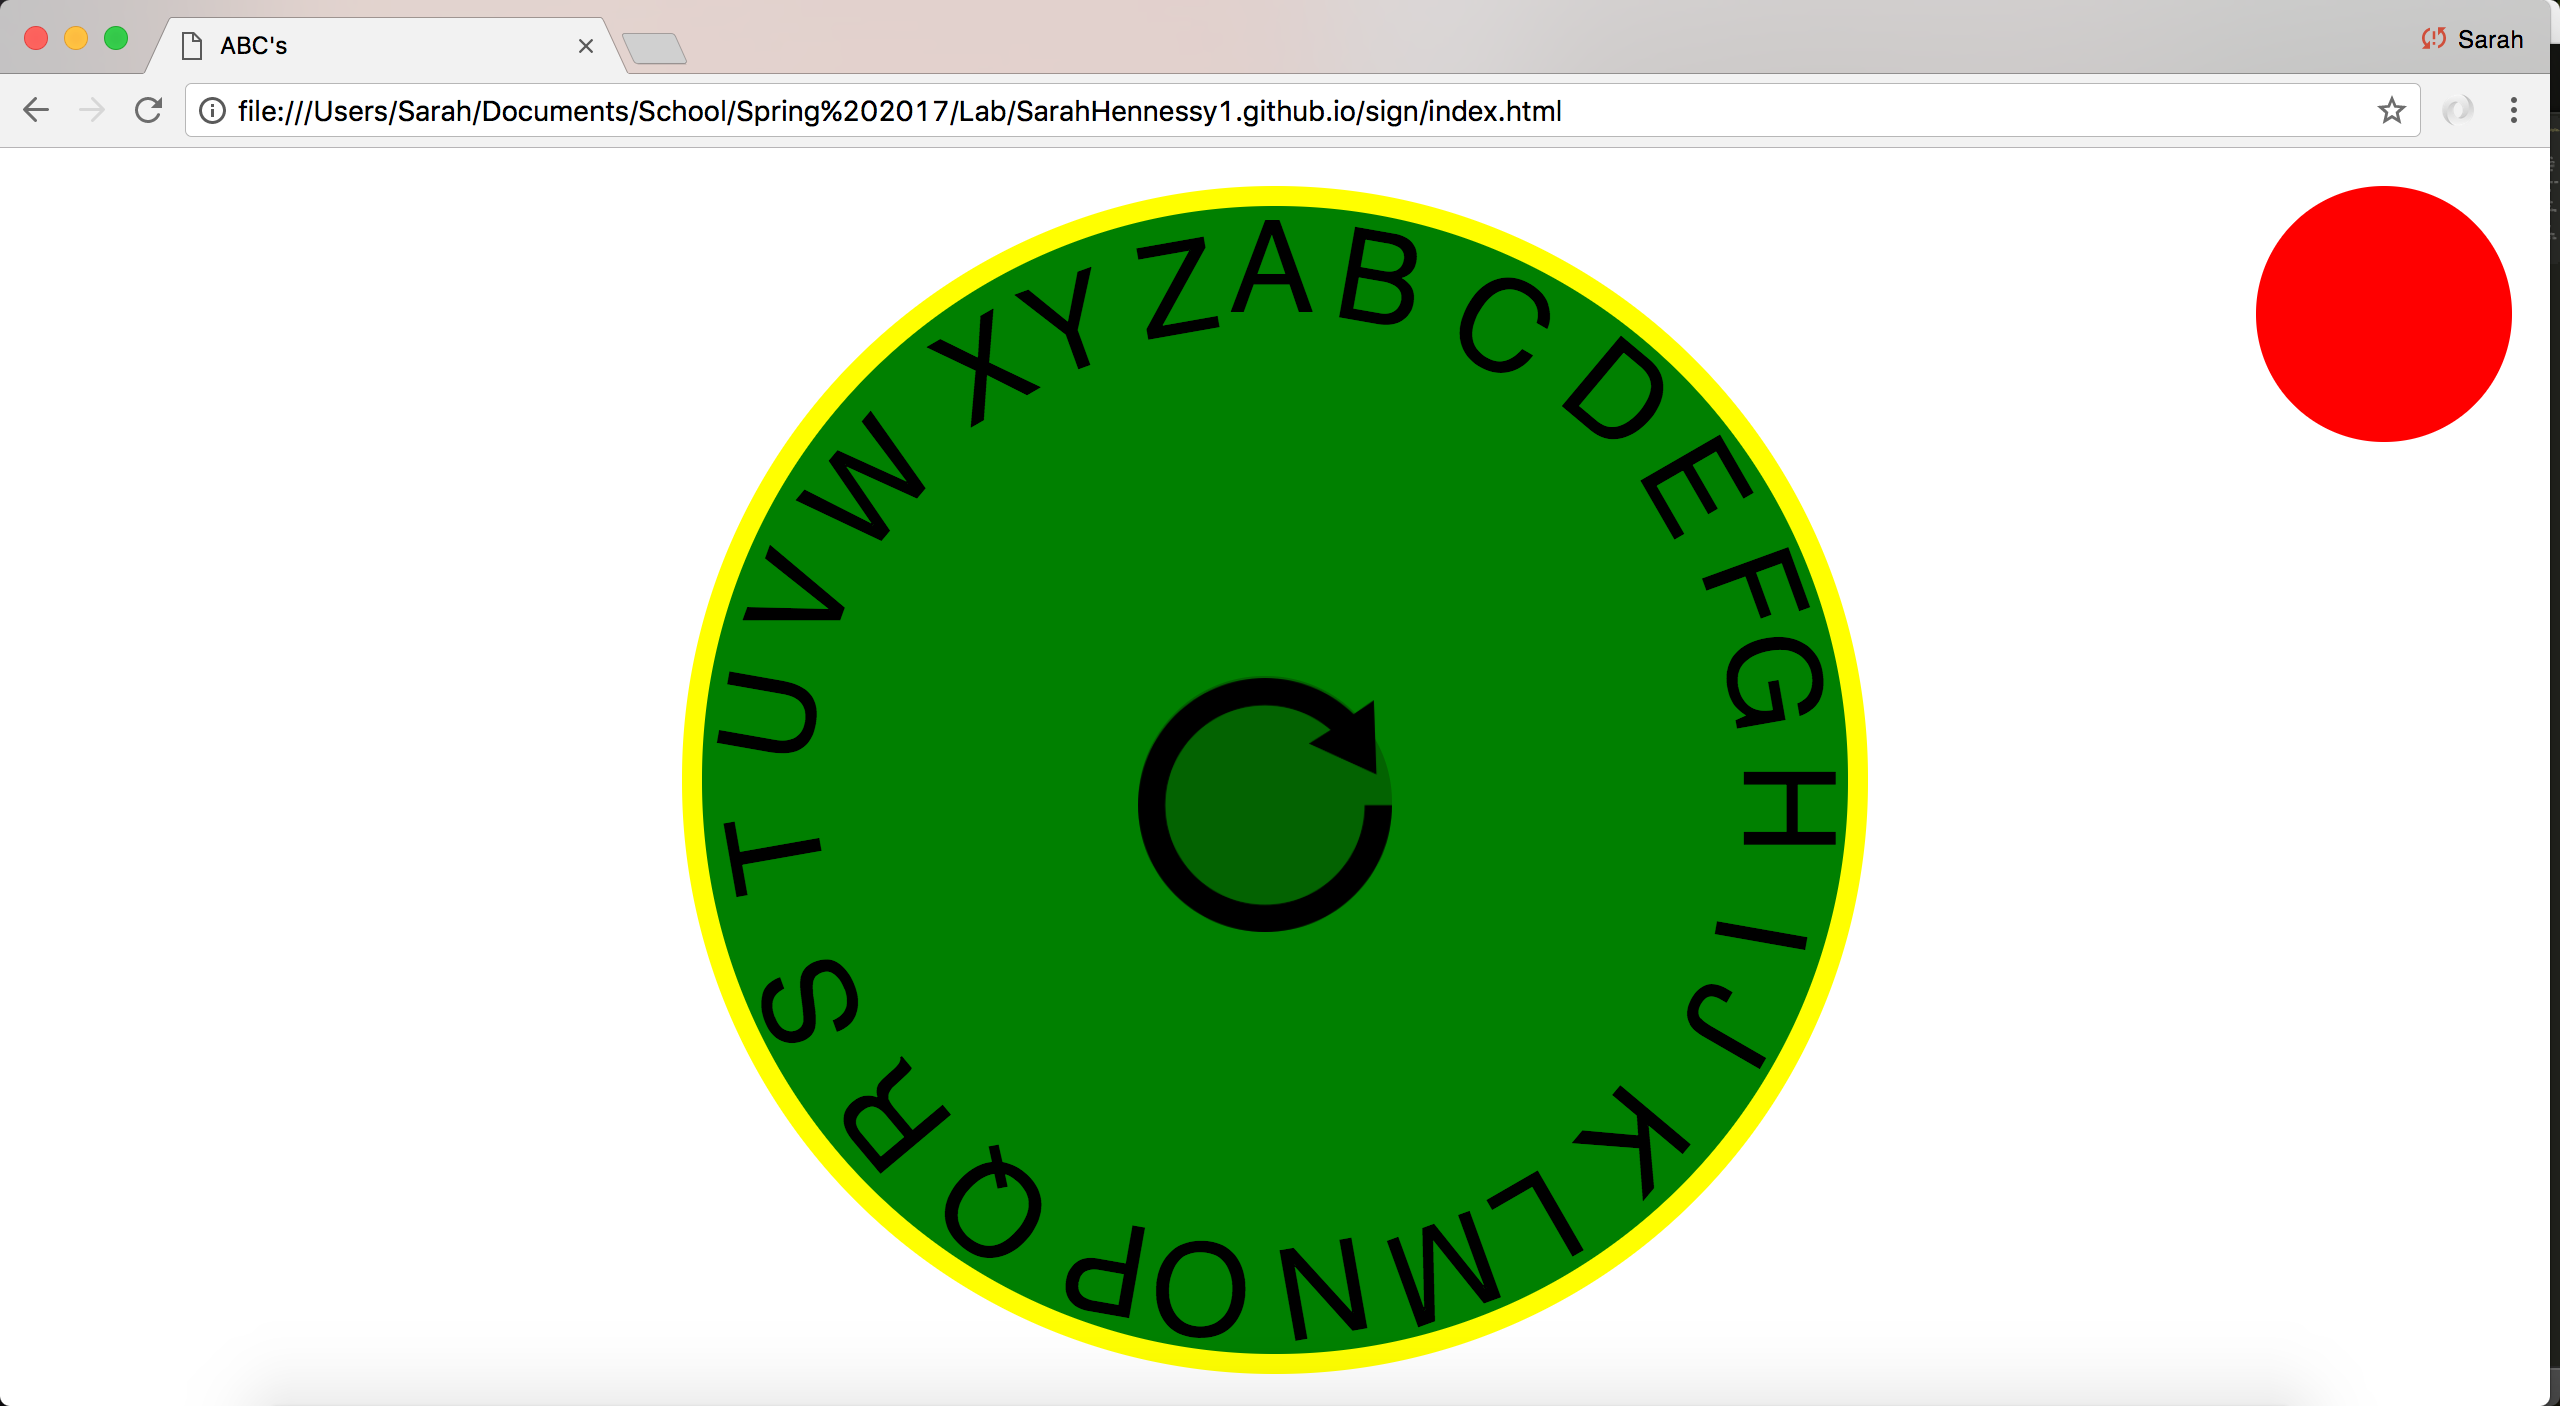 ABC's
Sarah
file:///Users/Sarah/Documents/School/Spring%202017/Lab/SarahHennessy1.github.io/sign/index.html
A B C D E F G H I J K L M N O P Q R S T U V W X Y Z